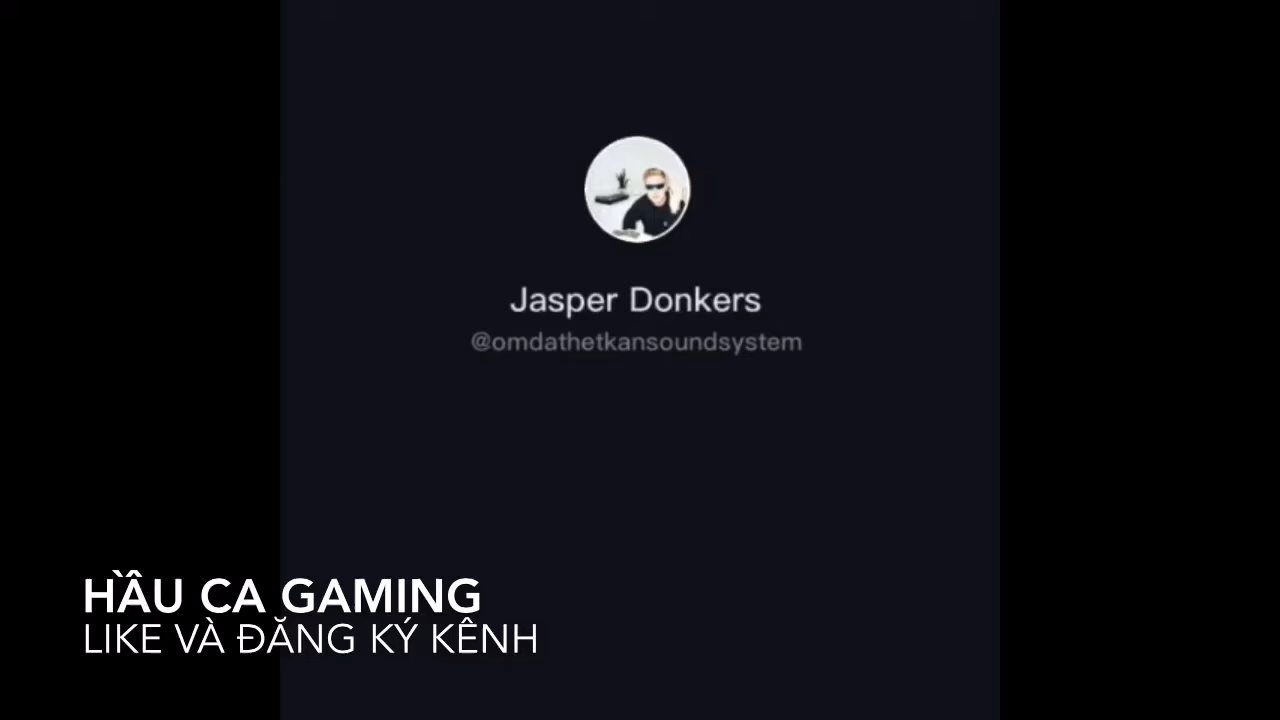 Jasper Donkers
@omdathetkansoundsystem
HẦU CA GAMING
LIKE VÀ ĐĂNG KÝ KÊNH